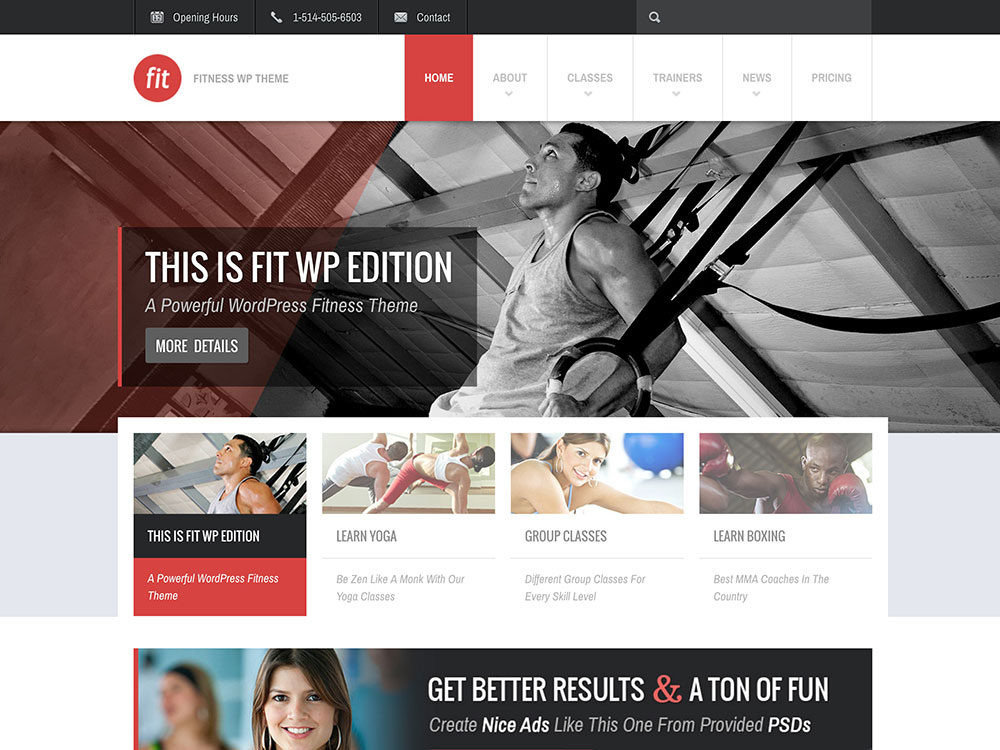 Opening Hours
1-514-505-6503
Contact
fit
FITNESS WP THEME
HOME
ABOUT
CLASSES
TRAINERS
NEWS
PRICING
THIS IS FIT WP EDITION
A Powerful WordPress Fitness Theme
MORE DETAILS
THIS IS FIT WP EDITION
A Powerful WordPress Fitness
Theme
LEARN YOGA
Be Zen Like A Monk With Our
Yoga Classes
GROUP CLASSES
Different Group Classes For
Every Skill Level
LEARN BOXING
Best MMA Coaches In The
Country
GET BETTER RESULTS & A TON OF FUN
Create Nice Ads Like This One From Provided PSDs